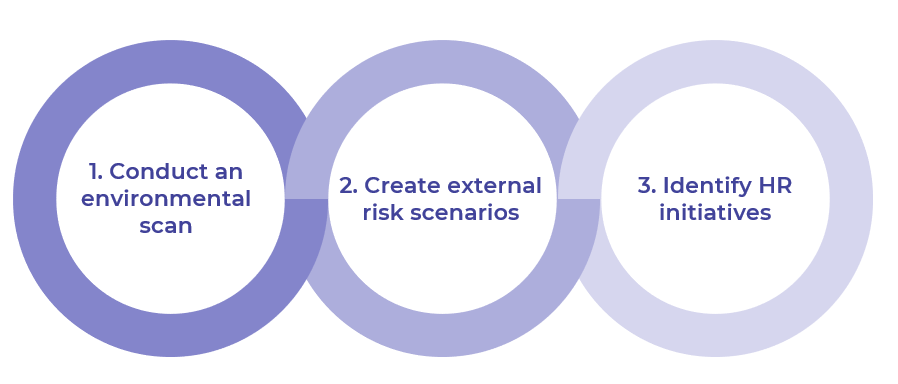 1. Conduct an
environmental
scan
2. Create external
risk scenarios
3. Identify HR
initiatives